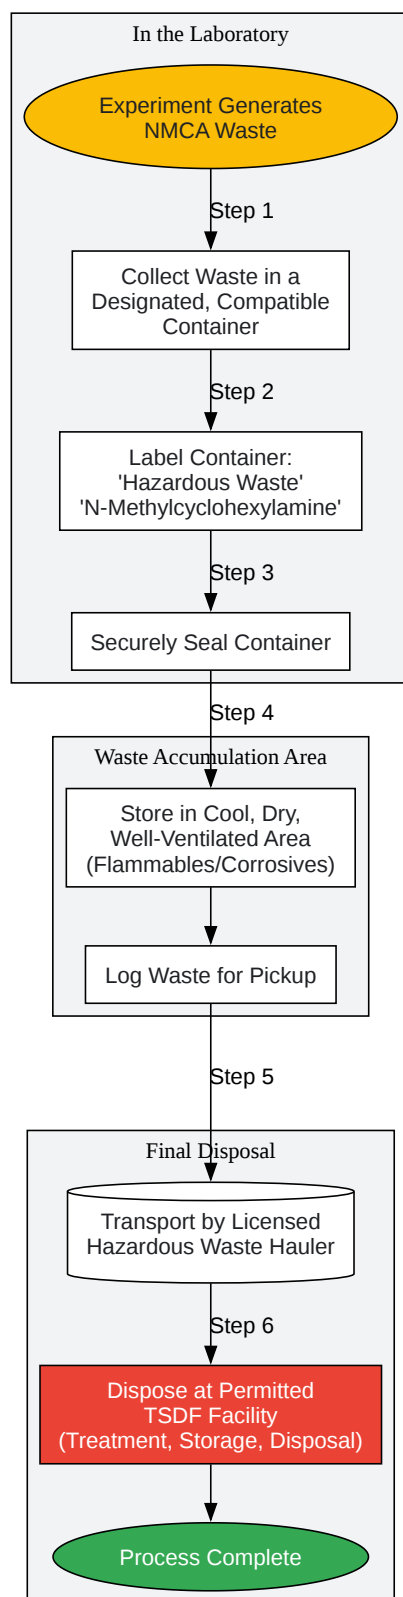 In the Laboratory
Experiment Generates
NMCA Waste
Step 1
Collect Waste in a
Designated, Compatible
Container
Step 2
Label Container:
'Hazardous Waste'
'N-Methylcyclohexylamine'
Step 3
Securely Seal Container
Step 4
Waste Accumulation Area
Store in Cool, Dry,
Well-Ventilated Area
(Flammables/Corrosives)
Log Waste for Pickup
Step 5
Final Disposal
Transport by Licensed
Hazardous Waste Hauler
Step 6
Dispose at Permitted
TSDF Facility
(Treatment, Storage, Disposal)
Process Complete